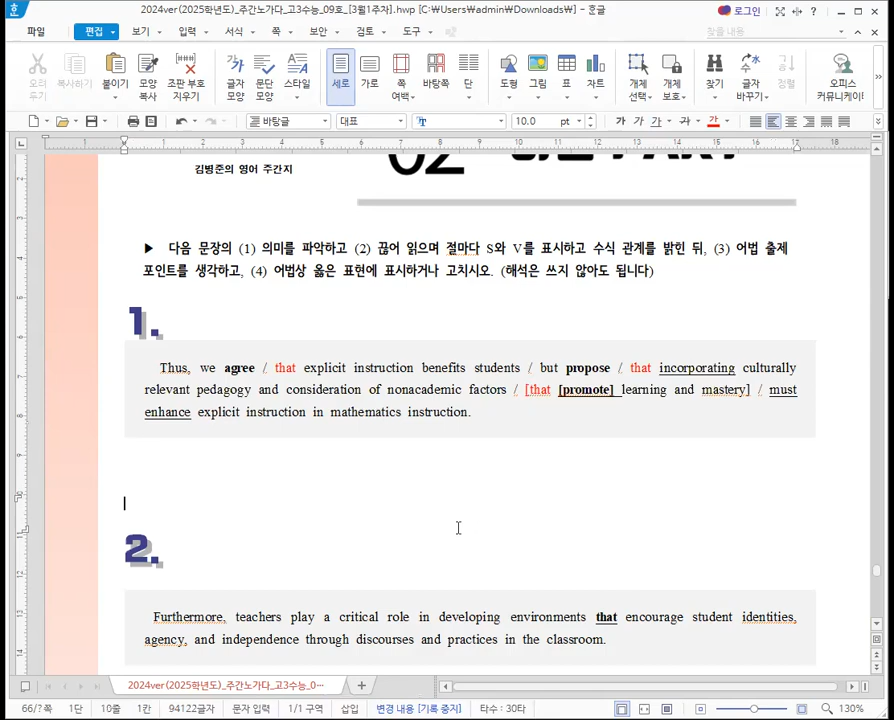 2024ver(2025학년도)_주간노가다_고3수능_09호_[3월1주차].hwp [C:₩Users₩admin₩Downloads₩] - 한글
로그인
파일 편집 보기 입력 서식 쪽 보안 검토 도구 찾을 내용
오려 두기 복사하기 붙이기 모양 복사 조판 부호 지우기 글자 모양 문단 모양 스타일 세로 가로 쪽 여백 바탕쪽 단 도형 그림 표 차트 개체 선택 개체 보호 찾기 글자 바꾸기 정렬 오피스 커뮤니케이
바탕글 대표 10.0 pt 가 가 가 가 가
김병준의 영어 주간지
02
▶ 다음 문장의 (1) 의미를 파악하고 (2) 끊어 읽으며 절마다 S와 V를 표시하고 수식 관계를 밝힌 뒤, (3) 어법 출제
포인트를 생각하고, (4) 어법상 옳은 표현에 표시하거나 고치시오. (해석은 쓰지 않아도 됩니다)
1.
Thus, we agree / that explicit instruction benefits students / but propose / that incorporating culturally
relevant pedagogy and consideration of nonacademic factors / [that [promote] learning and mastery] / must
enhance explicit instruction in mathematics instruction.
2.
Furthermore, teachers play a critical role in developing environments that encourage student identities,
agency, and independence through discourses and practices in the classroom.
2024ver(2025학년도)_주간노가다_고3수능_0…
66/?쪽 1단 10줄 1칸 94122글자 문자 입력 1/1 구역 삽입 변경 내용 [기록 중지] 타수 : 30타 130%